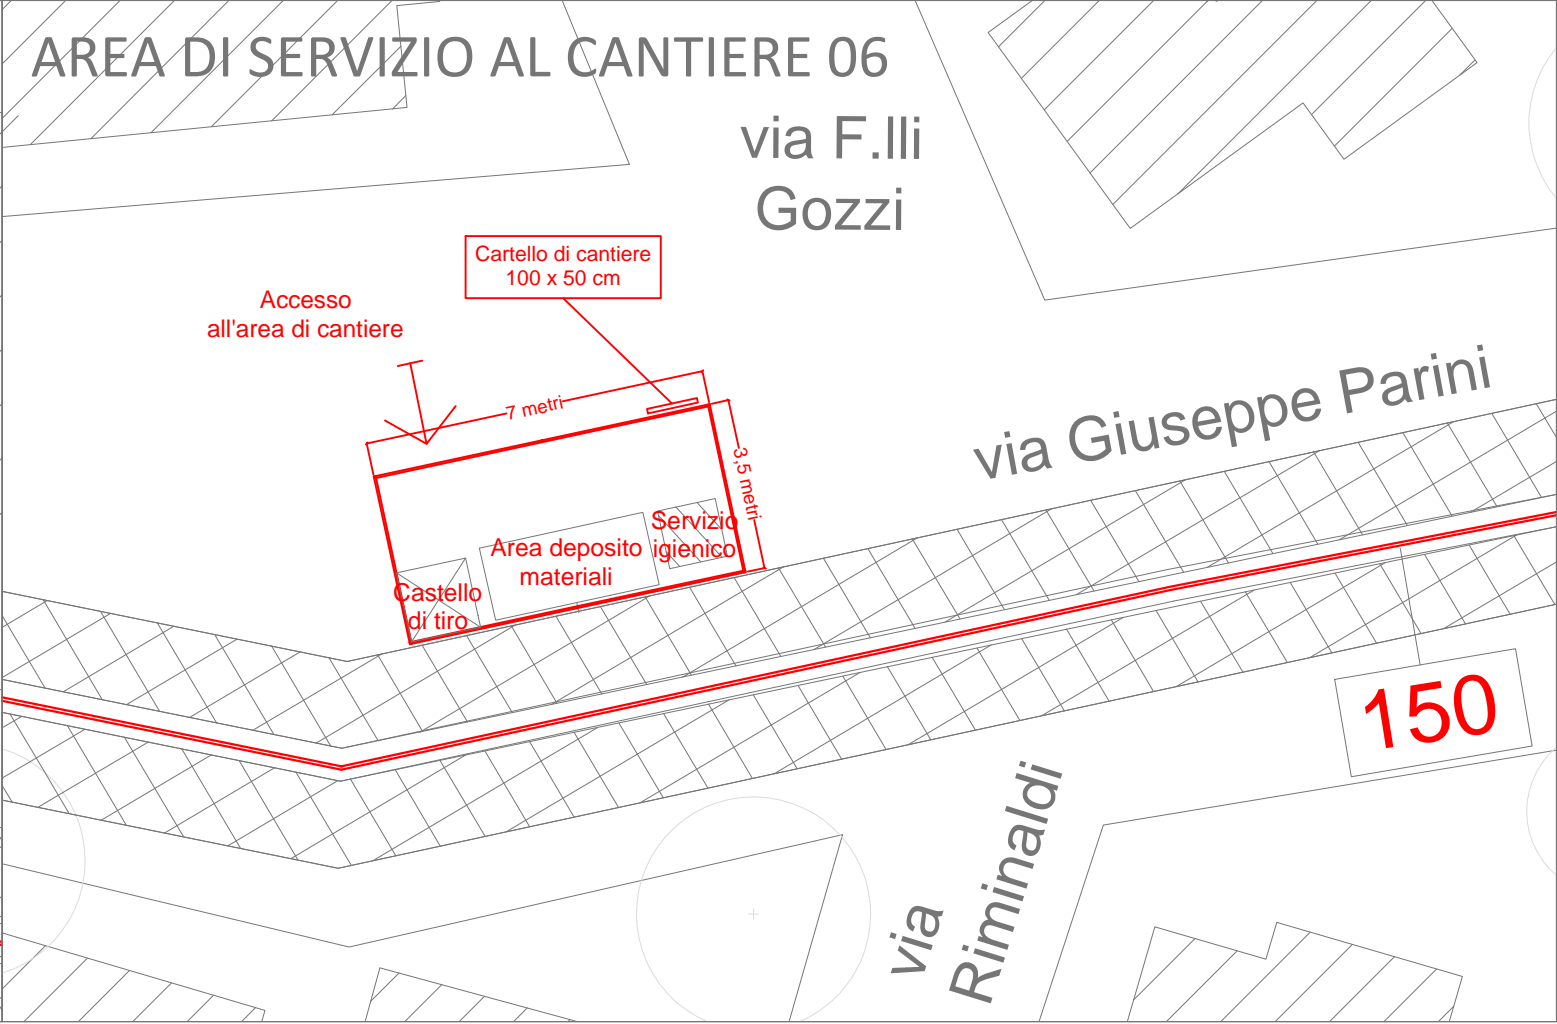 AREA DI SERVIZIO AL CANTIERE 06
via F.lli
Gozzi
Cartello di cantiere
100 x 50 cm
Accesso
all'area di cantiere
7 metri
3,5 metri
via Giuseppe Parini
Servizio
igienico
Area deposito
materiali
Castello
di tiro
150
via
Riminaldi